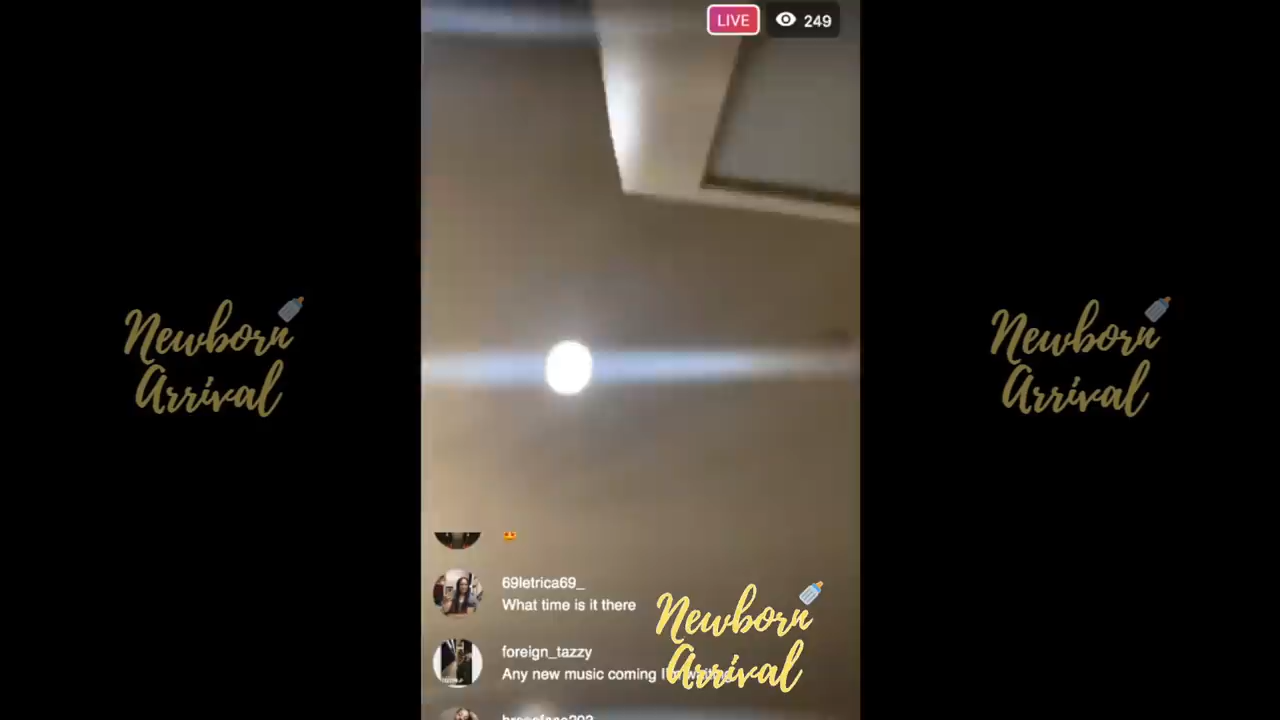 LIVE 249
Newborn
Arrival
Newborn
Arrival
69letrica69_
What time is it there
foreign_tazzy
Any new music coming I'm waiting
Newborn
Arrival